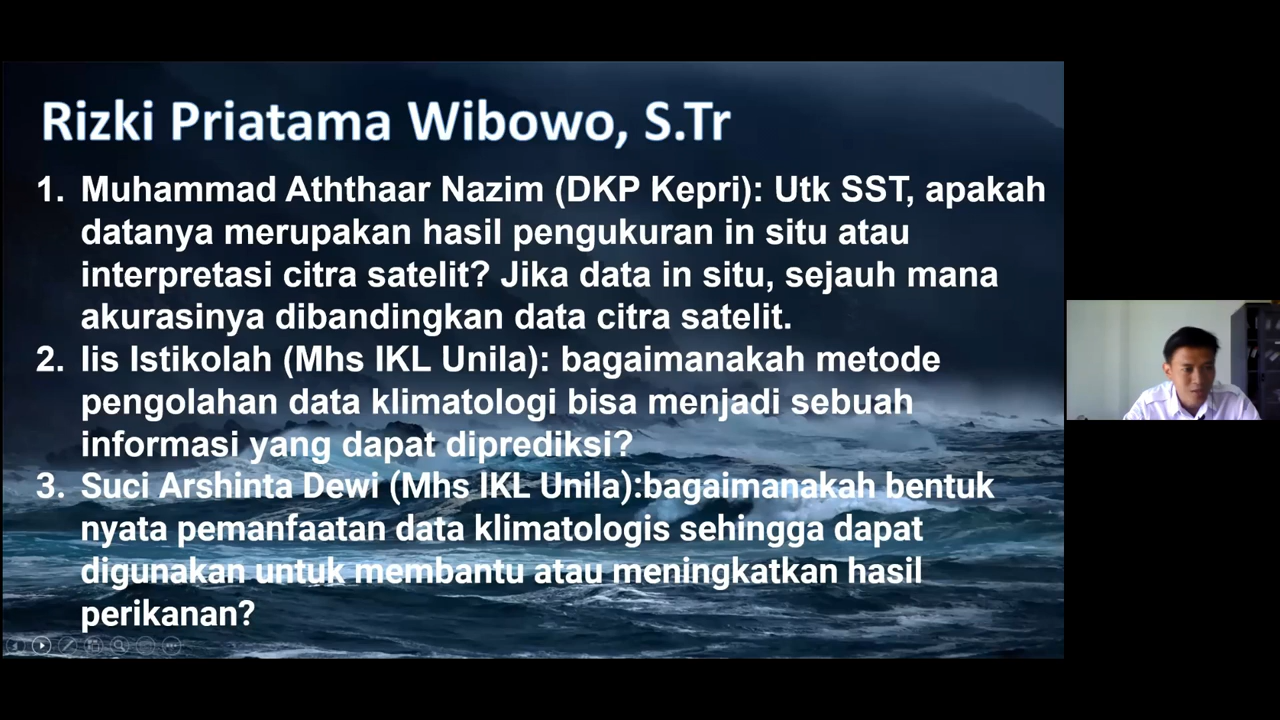 Rizki Priatama Wibowo, S.Tr
1. Muhammad Aththaar Nazim (DKP Kepri): Utk SST, apakah
datanya merupakan hasil pengukuran in situ atau
interpretasi citra satelit? Jika data in situ, sejauh mana
akurasinya dibandingkan data citra satelit.
2. Iis Istikolah (Mhs IKL Unila): bagaimanakah metode
pengolahan data klimatologi bisa menjadi sebuah
informasi yang dapat diprediksi?
3. Suci Arshinta Dewi (Mhs IKL Unila):bagaimanakah bentuk
nyata pemanfaatan data klimatologis sehingga dapat
digunakan untuk membantu atau meningkatkan hasil
perikanan?